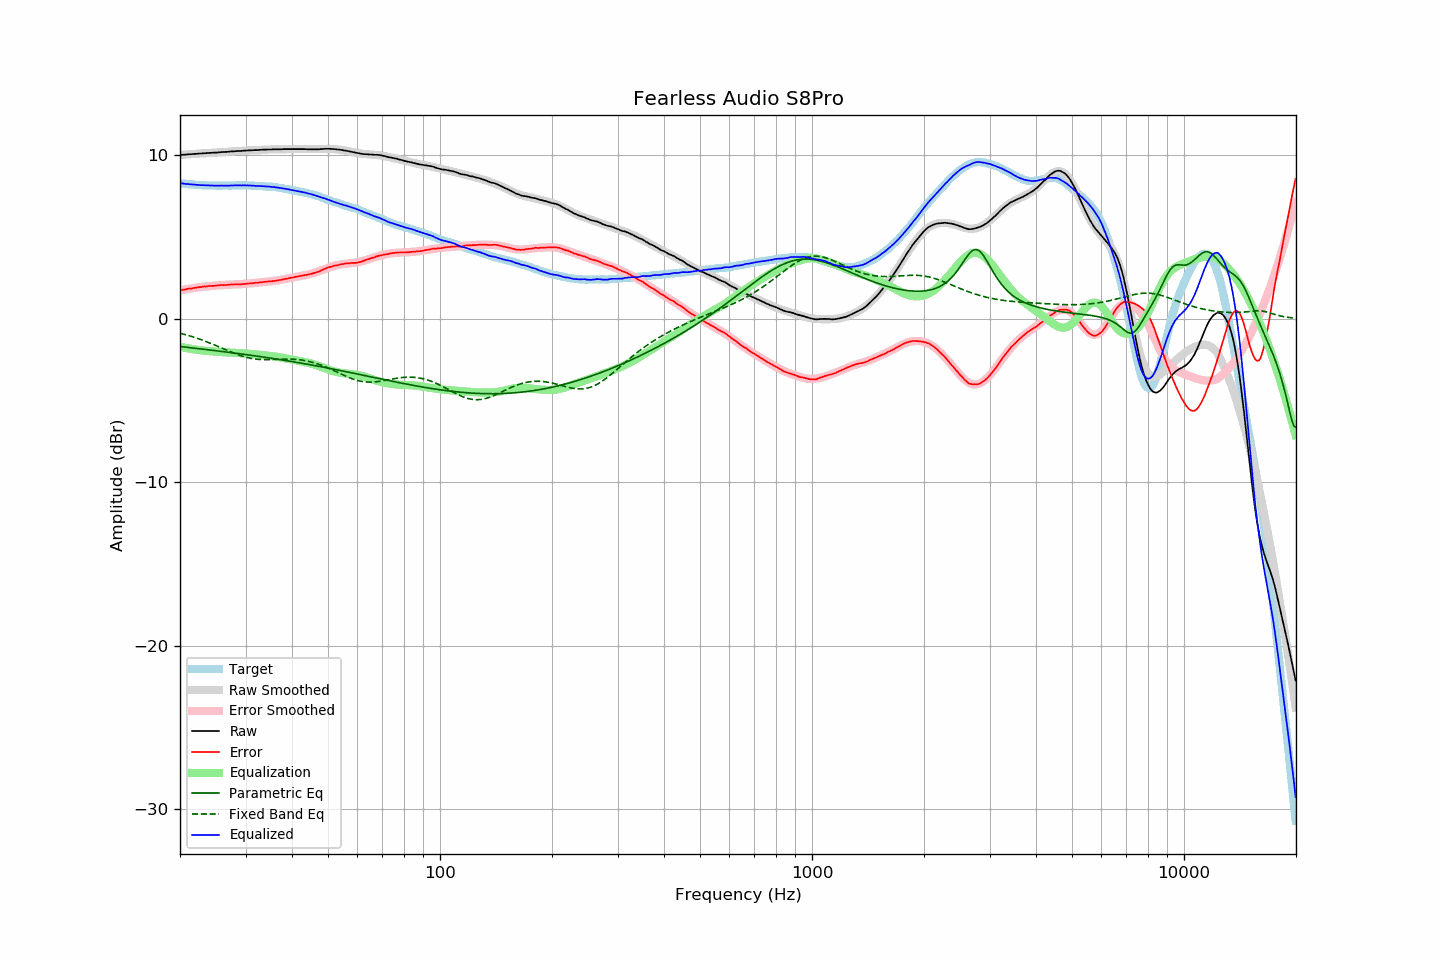 Fearless Audio S8Pro
Amplitude (dBr)
10
0
−10
−20
−30
Target
Raw Smoothed
Error Smoothed
Raw
Error
Equalization
Parametric Eq
Fixed Band Eq
Equalized
100
1000
10000
Frequency (Hz)